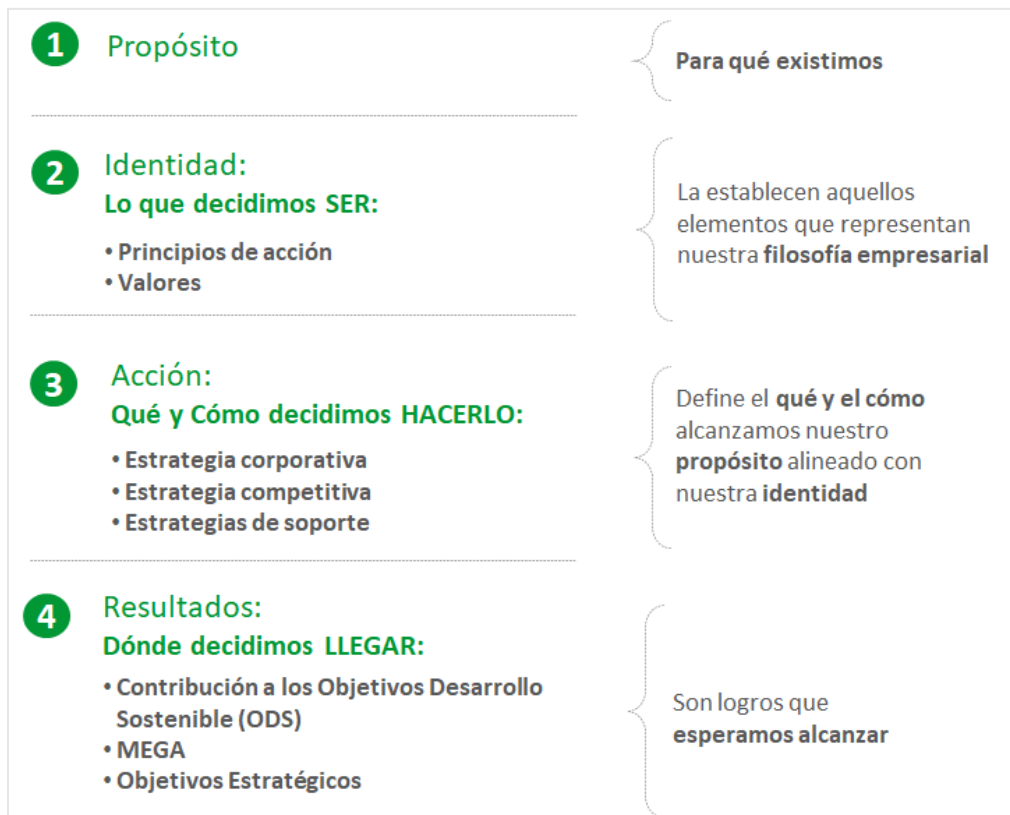 1 Propósito
Para qué existimos
2 Identidad:
Lo que decidimos SER:
• Principios de acción
• Valores
La establecen aquellos
elementos que representan
nuestra filosofía empresarial
3 Acción:
Qué y Cómo decidimos HACERLO:
• Estrategia corporativa
• Estrategia competitiva
• Estrategias de soporte
Define el qué y el cómo
alcanzamos nuestro
propósito alineado con
nuestra identidad
4 Resultados:
Dónde decidimos LLEGAR:
• Contribución a los Objetivos Desarrollo
Sostenible (ODS)
• MEGA
• Objetivos Estratégicos
Son logros que
esperamos alcanzar